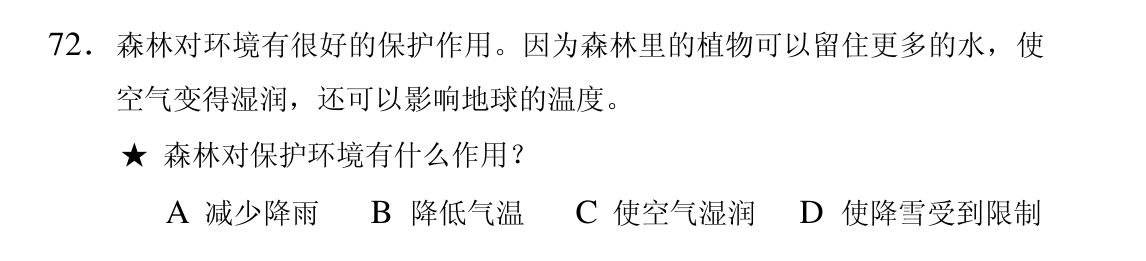 72．森林对环境有很好的保护作用。因为森林里的植物可以留住更多的水，使
空气变得湿润，还可以影响地球的温度。
★ 森林对保护环境有什么作用？
A 减少降雨 B 降低气温 C 使空气湿润 D 使降雪受到限制